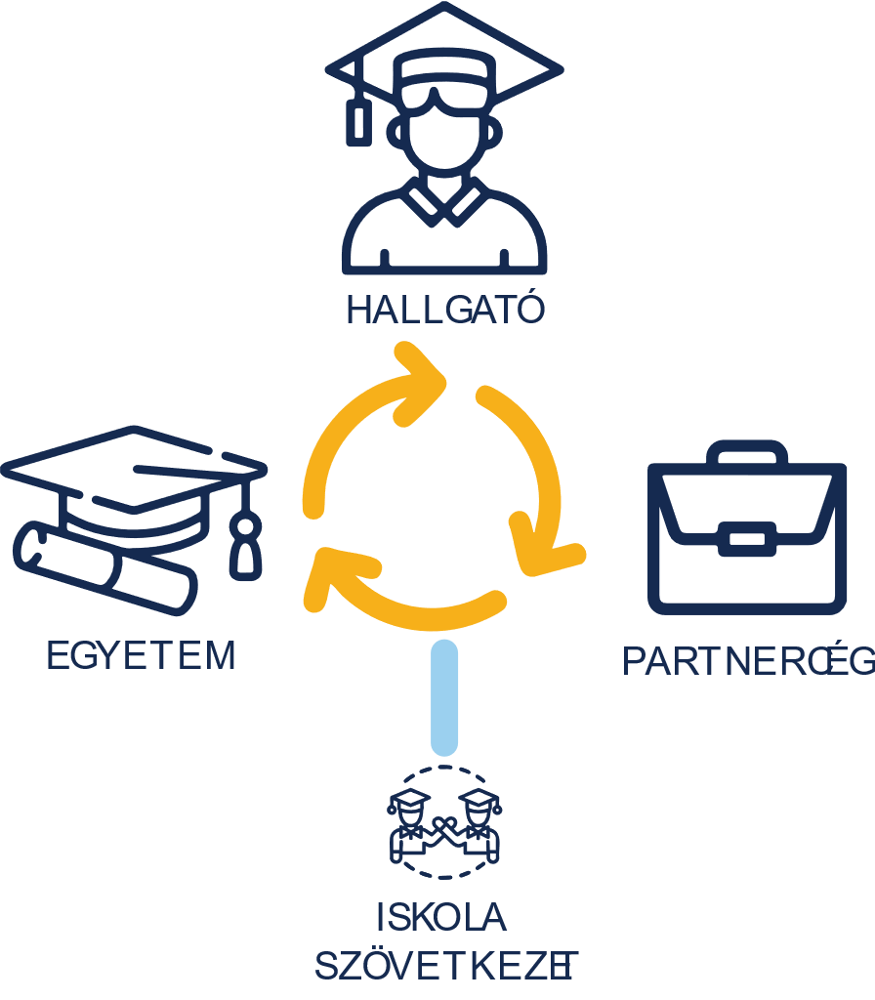 HALLGATÓ
EGYETEM
PARTNERCÉG
ISKOLA
SZÖVETKEZET